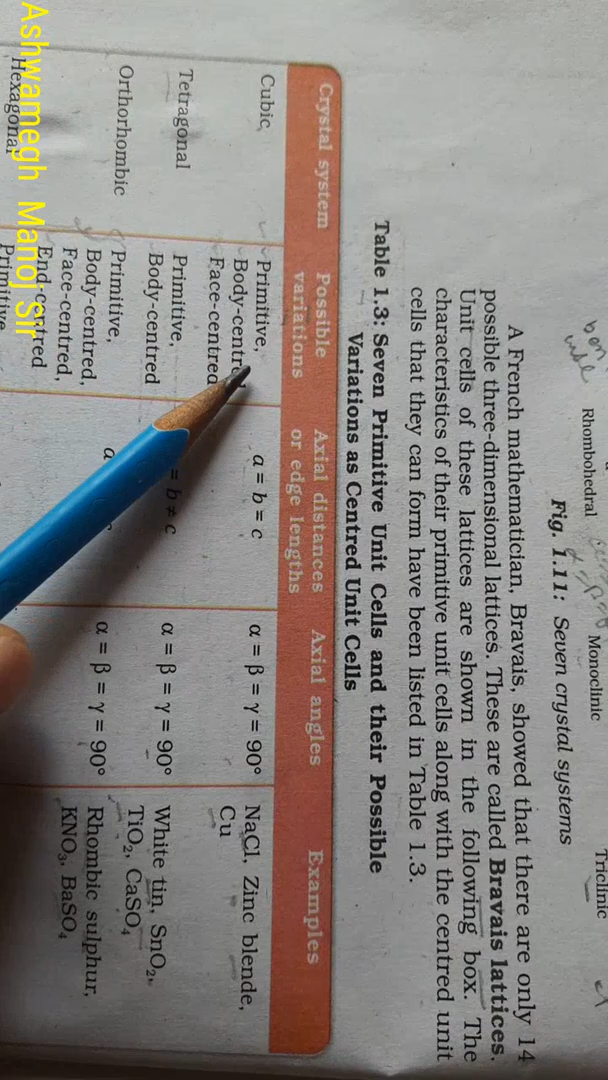 Rhombohedral Monoclinic Triclinic
Fig. 1.11: Seven crystal systems
A French mathematician, Bravais, showed that there are only 14
possible three-dimensional lattices. These are called Bravais lattices.
Unit cells of these lattices are shown in the following box. The
characteristics of their primitive unit cells along with the centred unit
cells that they can form have been listed in Table 1.3.
Table 1.3: Seven Primitive Unit Cells and their Possible
Variations as Centred Unit Cells
Crystal system Possible variations Axial distances or edge lengths Axial angles Examples
Cubic Primitive, a = b = c α = β = γ = 90° NaCl, Zinc blende,
Body-centred Cu
Face-centred
Tetragonal Primitive, = b ≠ c α = β = γ = 90° White tin, SnO₂,
Body-centred TiO₂, CaSO₄
Orthorhombic Primitive, a α = β = γ = 90° Rhombic sulphur,
Body-centred, KNO₃, BaSO₄
Face-centred,
End-centred
Hexagonal Primitive
Ashwamegh Manoj Sir